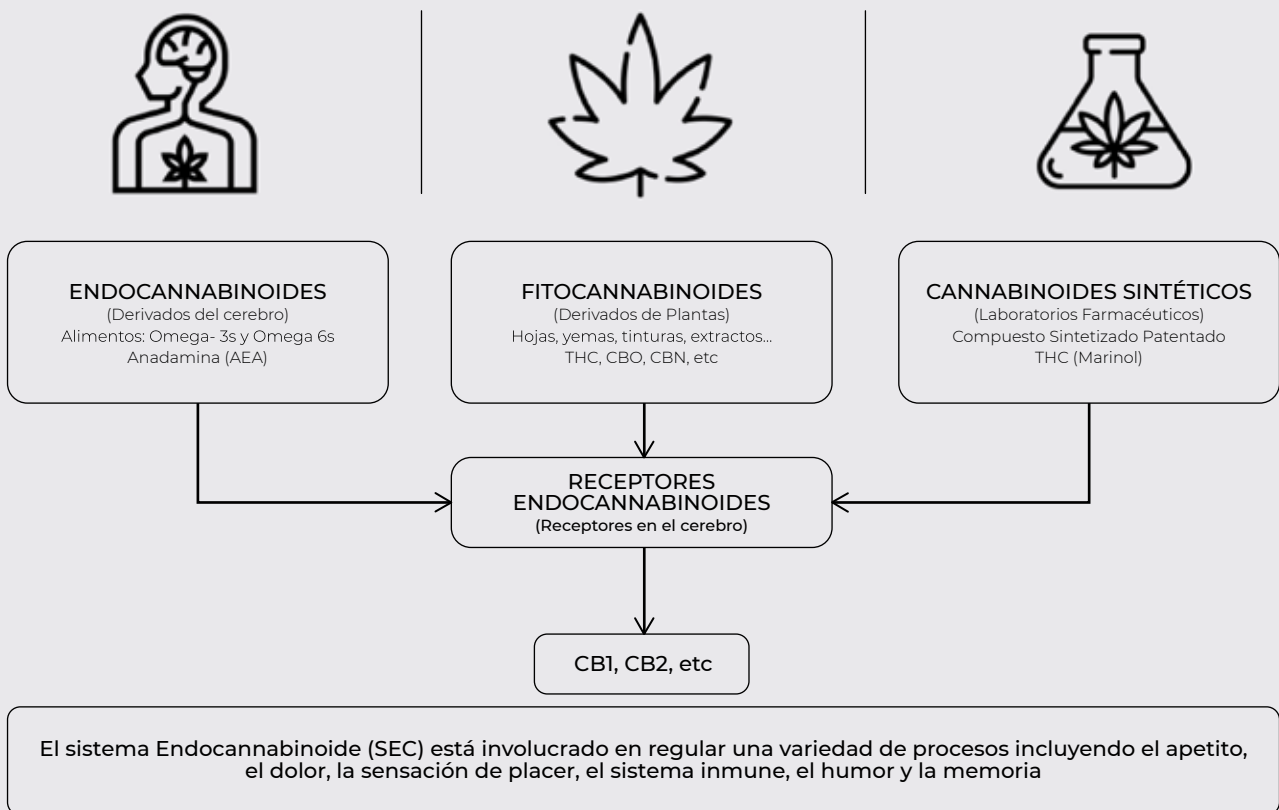 ENDOCANNABINOIDES
(Derivados del cerebro)
Alimentos: Omega- 3s y Omega 6s
Anadamina (AEA)
FITOCANNABINOIDES
(Derivados de Plantas)
Hojas, yemas, tinturas, extractos...
THC, CBO, CBN, etc
CANNABINOIDES SINTÉTICOS
(Laboratorios Farmacéuticos)
Compuesto Sintetizado Patentado
THC (Marinol)
RECEPTORES
ENDOCANNABINOIDES
(Receptores en el cerebro)
CB1, CB2, etc
El sistema Endocannabinoide (SEC) está involucrado en regular una variedad de procesos incluyendo el apetito,
el dolor, la sensación de placer, el sistema inmune, el humor y la memoria